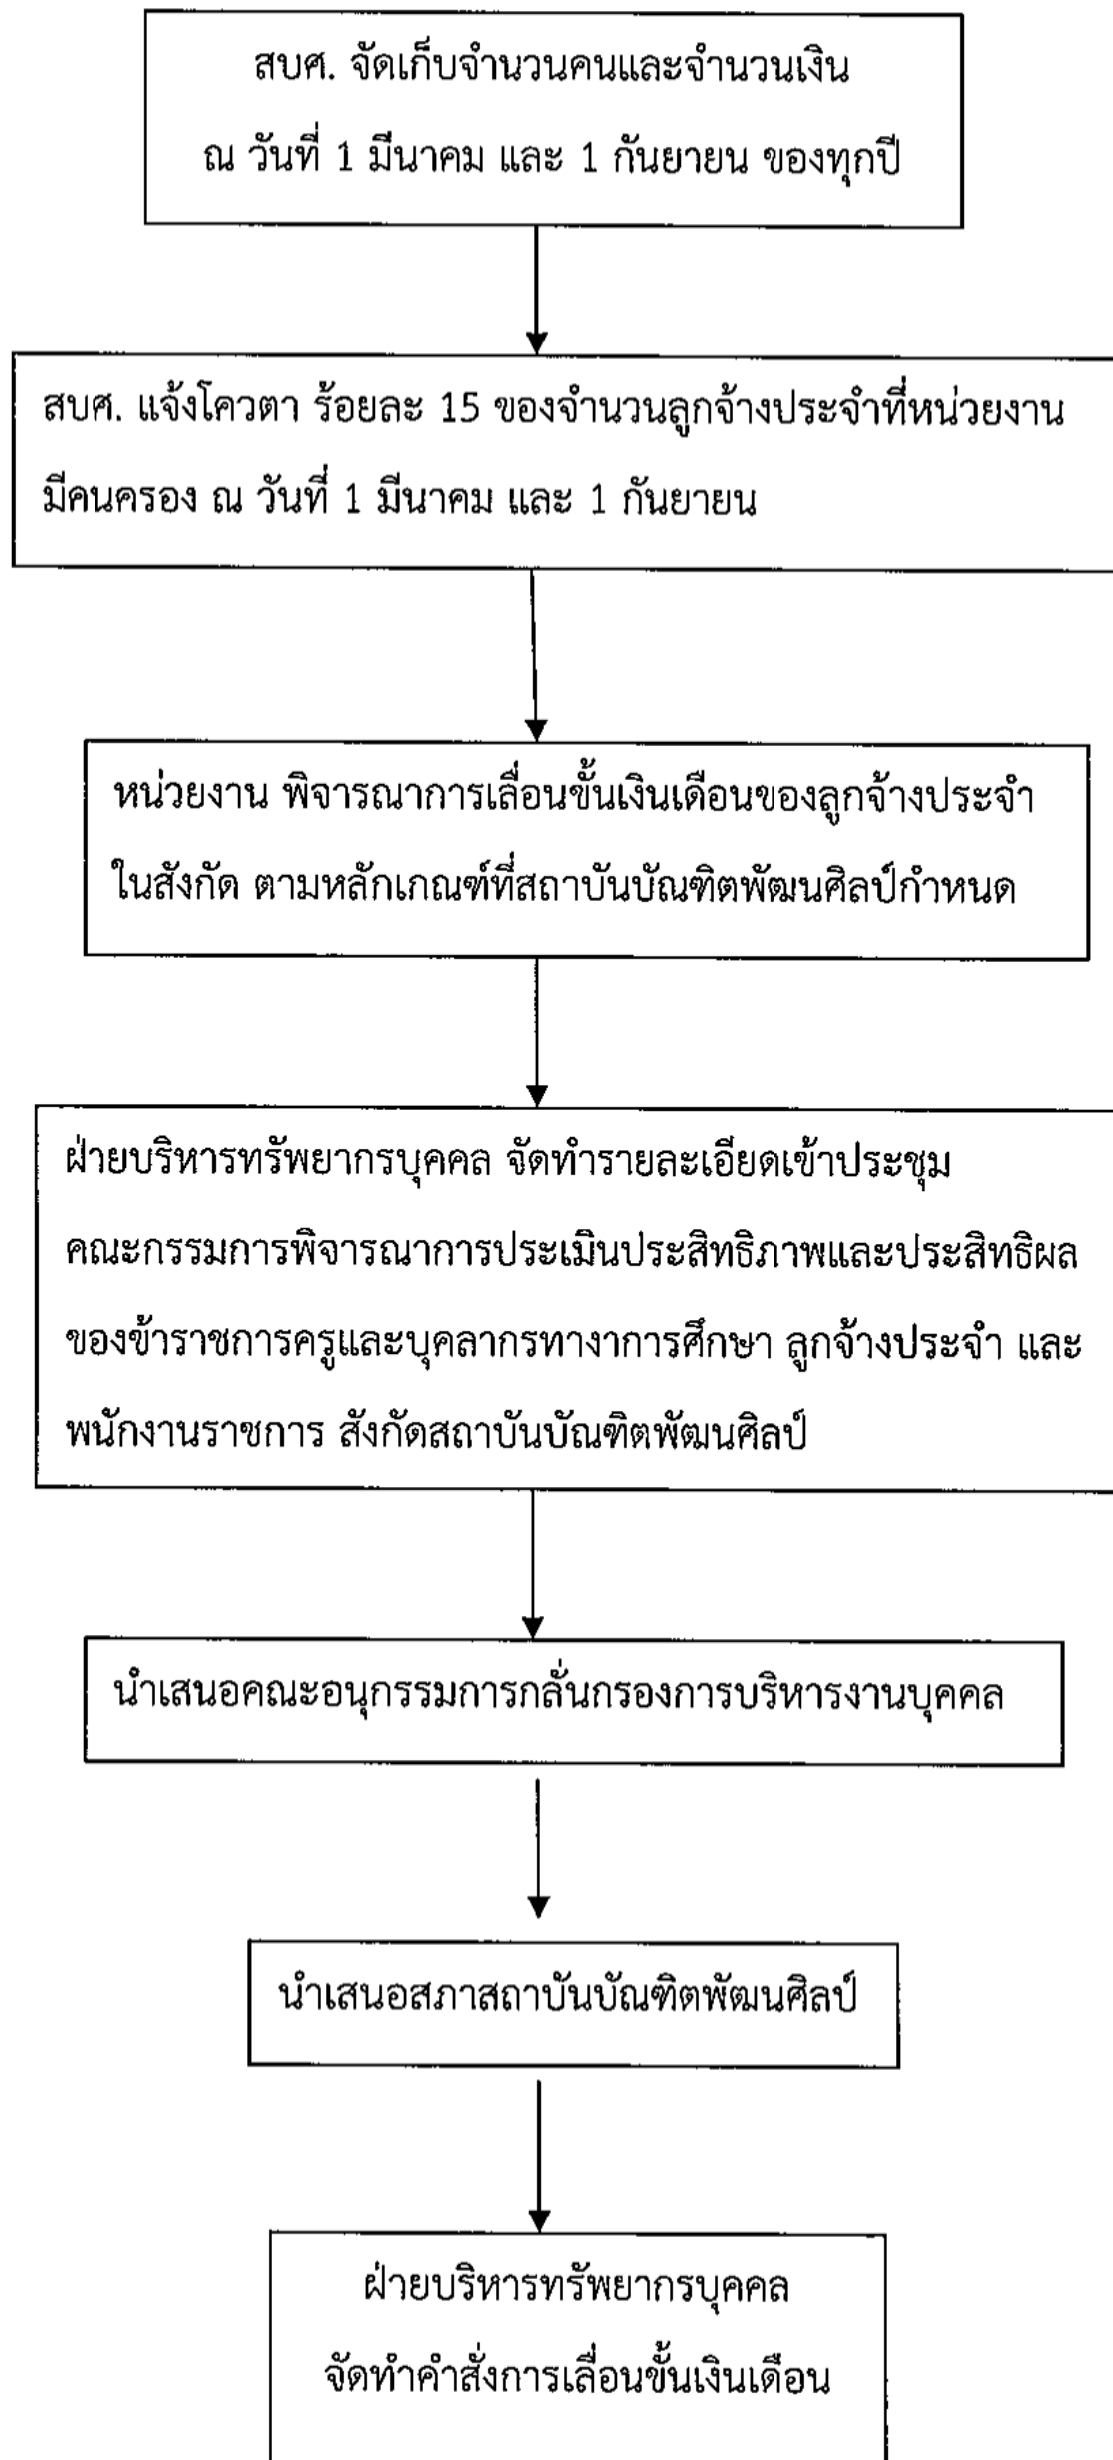 สบศ. จัดเก็บจำนวนคนและจำนวนเงิน
ณ วันที่ 1 มีนาคม และ 1 กันยายน ของทุกปี
สบศ. แจ้งโควตา ร้อยละ 15 ของจำนวนลูกจ้างประจำที่หน่วยงาน
มีคนครอง ณ วันที่ 1 มีนาคม และ 1 กันยายน
หน่วยงาน พิจารณาการเลื่อนขั้นเงินเดือนของลูกจ้างประจำ
ในสังกัด ตามหลักเกณฑ์ที่สถาบันบัณฑิตพัฒนศิลป์กำหนด
ฝ่ายบริหารทรัพยากรบุคคล จัดทำรายละเอียดเข้าประชุม
คณะกรรมการพิจารณาการประเมินประสิทธิภาพและประสิทธิผล
ของข้าราชการครูและบุคลากรทางาการศึกษา ลูกจ้างประจำ และ
พนักงานราชการ สังกัดสถาบันบัณฑิตพัฒนศิลป์
นำเสนอคณะอนุกรรมการกลั่นกรองการบริหารงานบุคคล
นำเสนอสภาสถาบันบัณฑิตพัฒนศิลป์
ฝ่ายบริหารทรัพยากรบุคคล
จัดทำคำสั่งการเลื่อนขั้นเงินเดือน